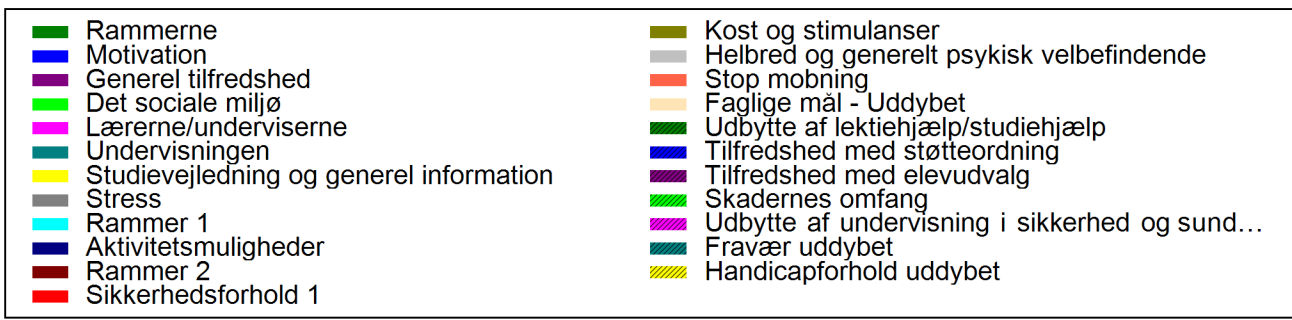 Rammerne
Motivation
Generel tilfredshed
Det sociale miljø
Lærerne/underviserne
Undervisningen
Studievejledning og generel information
Stress
Rammer 1
Aktivitetsmuligheder
Rammer 2
Sikkerhedsforhold 1
Kost og stimulanser
Helbred og generelt psykisk velbefindende
Stop mobning
Faglige mål - Uddybet
Udbytte af lektiehjælp/studiehjælp
Tilfredshed med støtteordning
Tilfredshed med elevudvalg
Skadernes omfang
Udbytte af undervisning i sikkerhed og sund…
Fravær uddybet
Handicapforhold uddybet